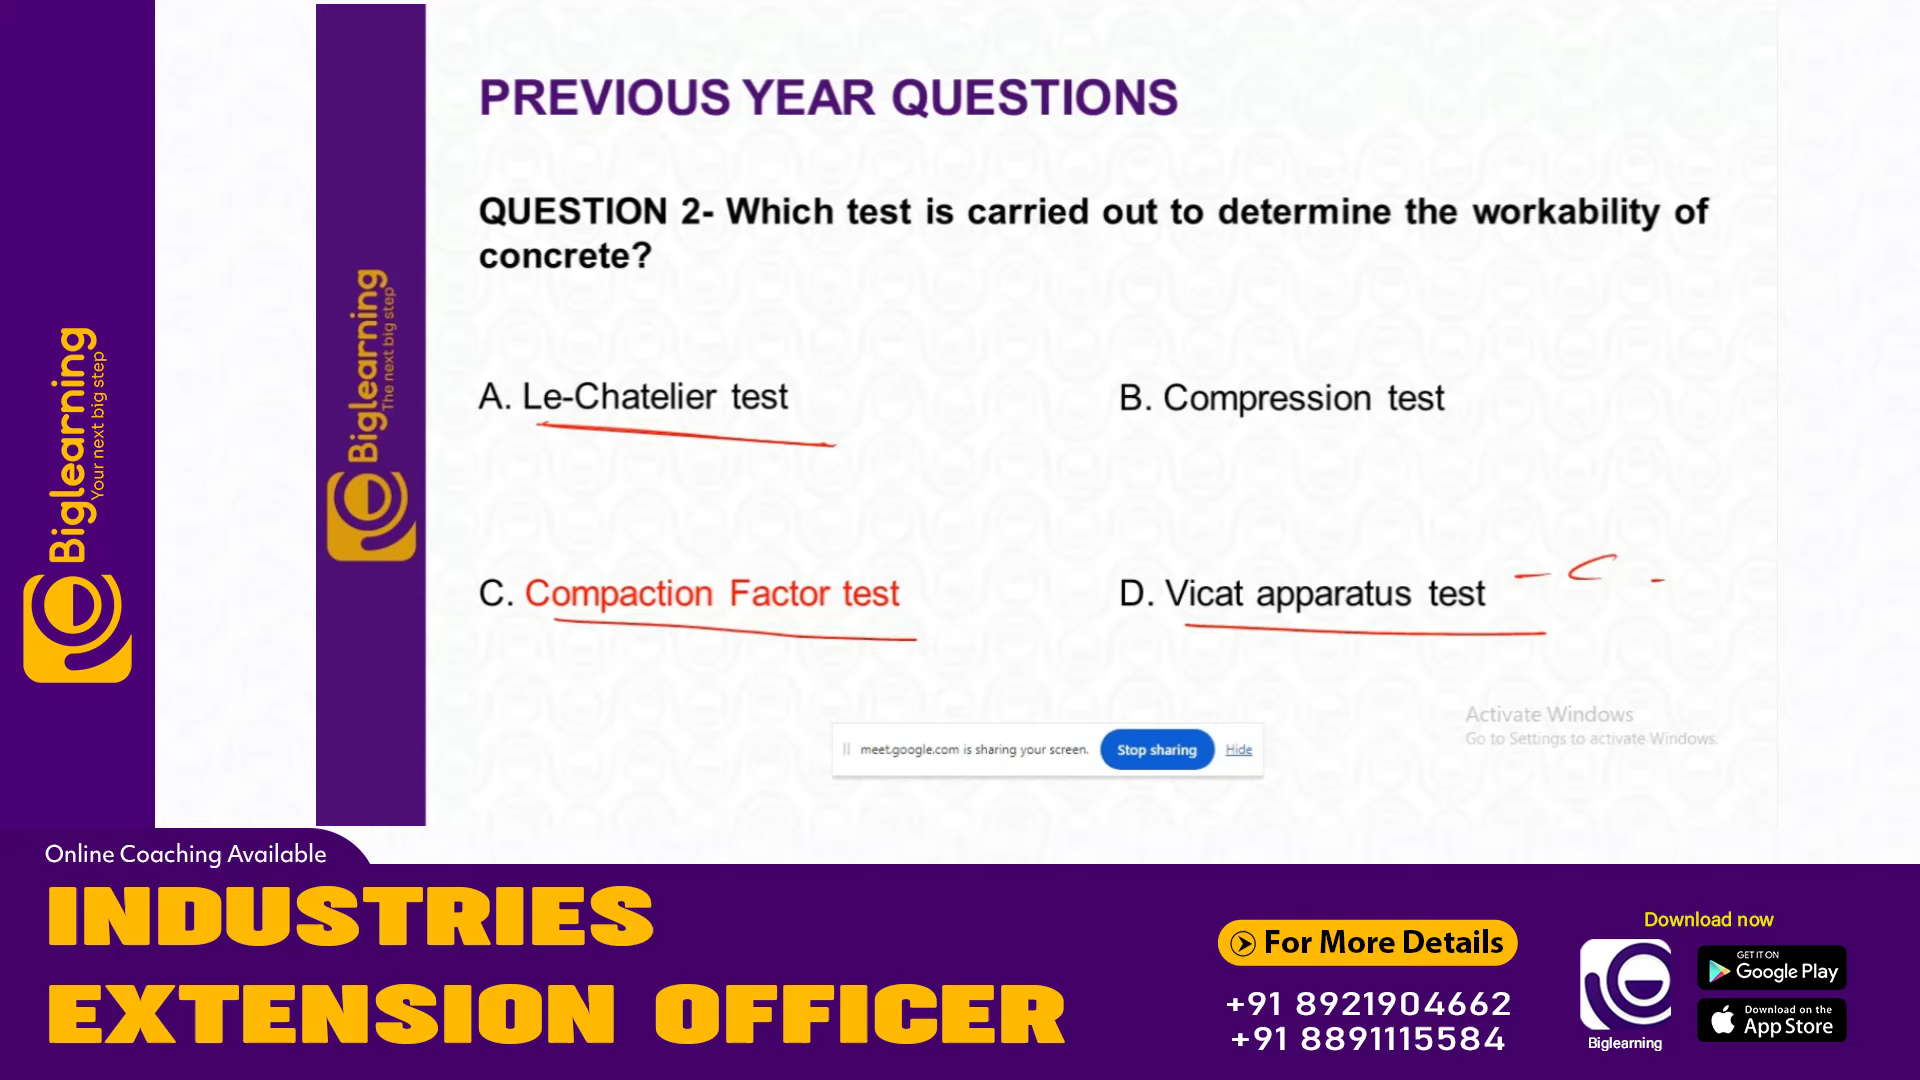 Biglearning
Your next big step
Biglearning
The next big step
PREVIOUS YEAR QUESTIONS
QUESTION 2- Which test is carried out to determine the workability of
concrete?
A. Le-Chatelier test
B. Compression test
C. Compaction Factor test
D. Vicat apparatus test
Activate Windows
Go to Settings to activate Windows.
meet.google.com is sharing your screen.
Stop sharing
Hide
Online Coaching Available
INDUSTRIES
EXTENSION OFFICER
For More Details
+91 8921904662
+91 8891115584
Download now
Biglearning
GET IT ON
Google Play
Download on the
App Store